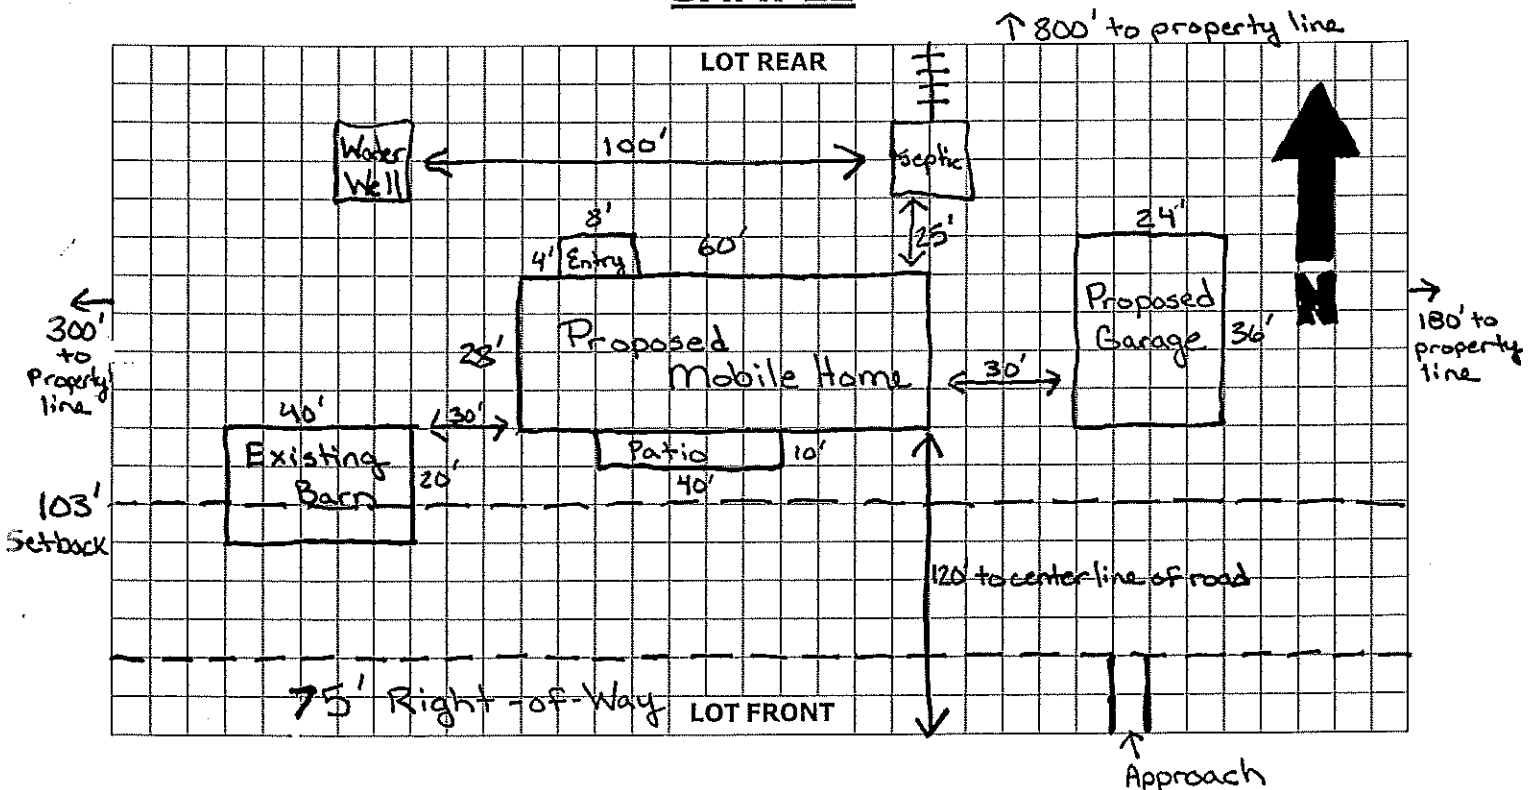 ↑ 800' to property line
LOT REAR
Water
Well
100'
septic
8'
4'
Entry
60'
25'
24'
N
300'
to
Property
line
28'
Proposed
Mobile Home
30'
Proposed
Garage
36'
180' to
property
line
40'
30'
Existing
Barn
20'
Patio
10'
40'
103'
Setback
120' to centerline of road
75' Right-of-Way
LOT FRONT
Approach